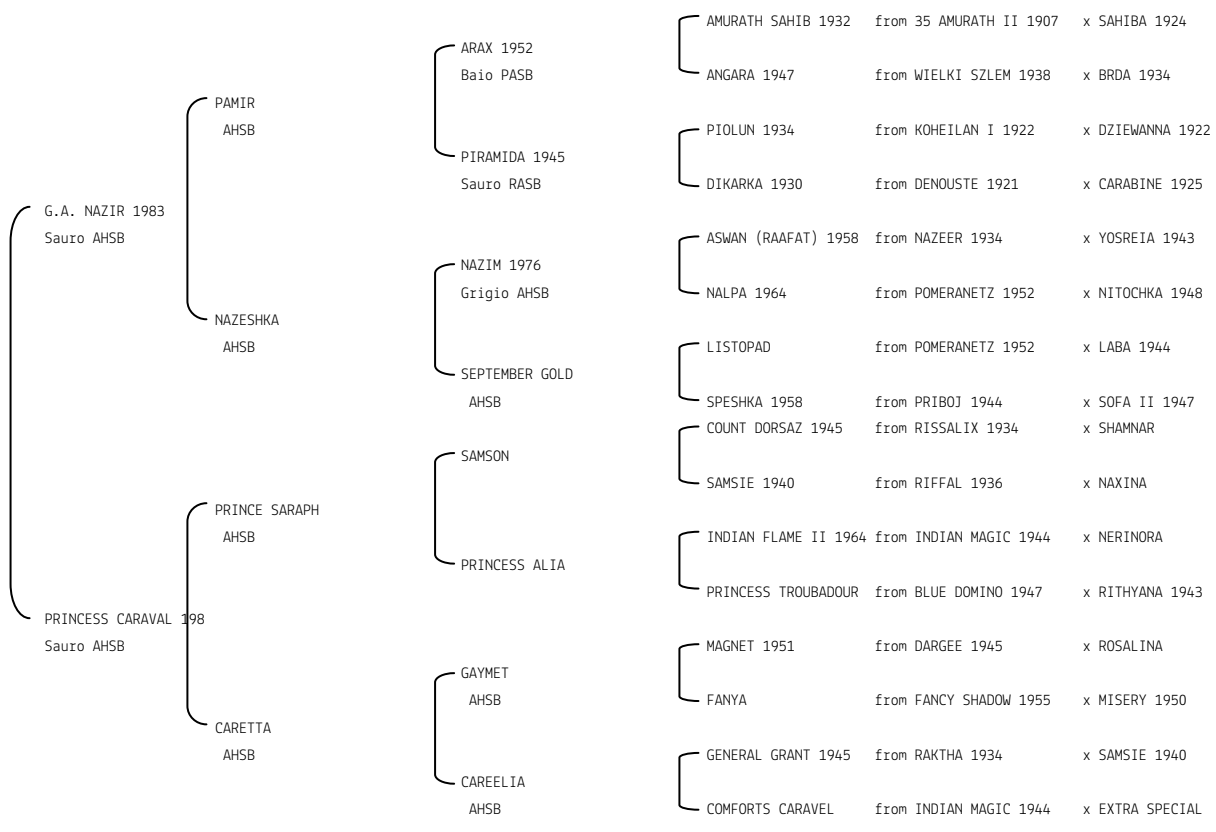 AMURATH SAHIB 1932 from 35 AMURATH II 1907 x SAHIBA 1924
ARAX 1952
Baio PASB
ANGARA 1947 from WIELKI SZLEM 1938 x BRDA 1934
PAMIR
AHSB
PIOLUN 1934 from KOHEILAN I 1922 x DZIEWANNA 1922
PIRAMIDA 1945
Sauro RASB
DIKARKA 1930 from DENOUSTE 1921 x CARABINE 1925
G.A. NAZIR 1983
Sauro AHSB
ASWAN (RAAFAT) 1958 from NAZEER 1934 x YOSREIA 1943
NAZIM 1976
Grigio AHSB
NALPA 1964 from POMERANETZ 1952 x NITOCHKA 1948
NAZESHKA
AHSB
LISTOPAD from POMERANETZ 1952 x LABA 1944
SEPTEMBER GOLD
AHSB
SPESHKA 1958 from PRIBOJ 1944 x SOFA II 1947
COUNT DORSAZ 1945 from RISSALIX 1934 x SHAMNAR
SAMSON
SAMSIE 1940 from RIFFAL 1936 x NAXINA
PRINCE SARAPH
AHSB
INDIAN FLAME II 1964 from INDIAN MAGIC 1944 x NERINORA
PRINCESS ALIA
PRINCESS TROUBADOUR from BLUE DOMINO 1947 x RITHYANA 1943
PRINCESS CARAVAL 198
Sauro AHSB
MAGNET 1951 from DARGEE 1945 x ROSALINA
GAYMET
AHSB
FANYA from FANCY SHADOW 1955 x MISERY 1950
CARETTA
AHSB
GENERAL GRANT 1945 from RAKTHA 1934 x SAMSIE 1940
CAREELIA
AHSB
COMFORTS CARAVEL from INDIAN MAGIC 1944 x EXTRA SPECIAL